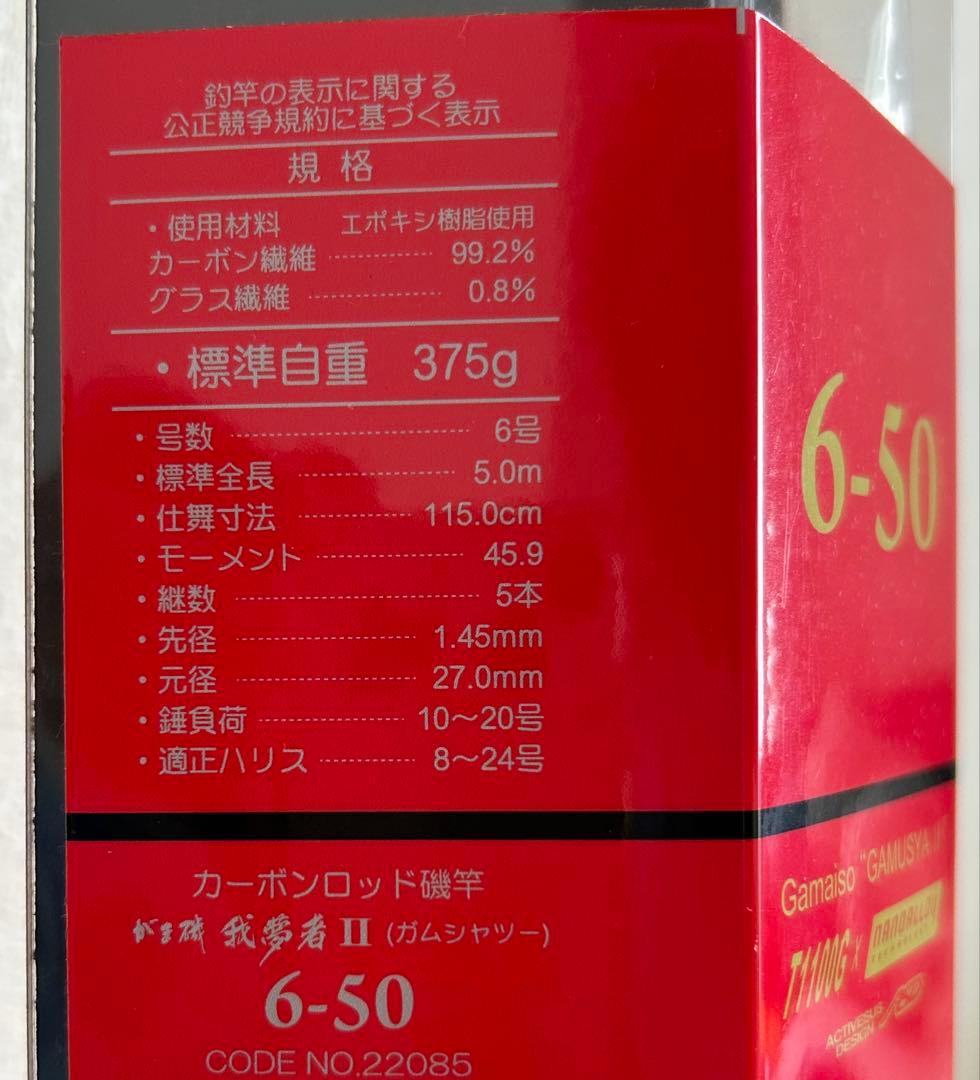 釣竿の表示に関する
公正競争規約に基づく表示
規 格
・使用材料 エポキシ樹脂使用
カーボン繊維 99.2%
グラス繊維 0.8%
・標準自重 375g
・号数 6号
・標準全長 5.0m
・仕舞寸法 115.0cm
・モーメント 45.9
・継数 5本
・先径 1.45mm
・元径 27.0mm
・錘負荷 10〜20号
・適正ハリス 8〜24号
カーボンロッド磯竿
がま磯 我夢者 II (ガムシャツー)
6-50
CODE NO.22085
6-50
Gamaiso "GAMUSYA II"
T1100G × NANOALLOY
TECHNOLOGY
ACTIVESUS
DESIGN